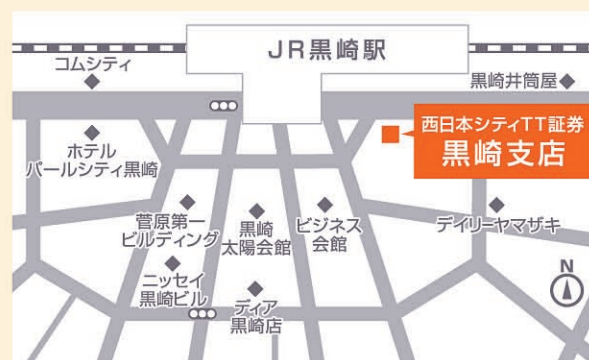 JR黒崎駅
コムシティ
黒崎井筒屋
西日本シティTT証券
黒崎支店
ホテル
パールシティ黒崎
菅原第一
ビルディング
黒崎
太陽会館
ビジネス
会館
デイリーヤマザキ
ニッセイ
黒崎ビル
ディア
黒崎店
N